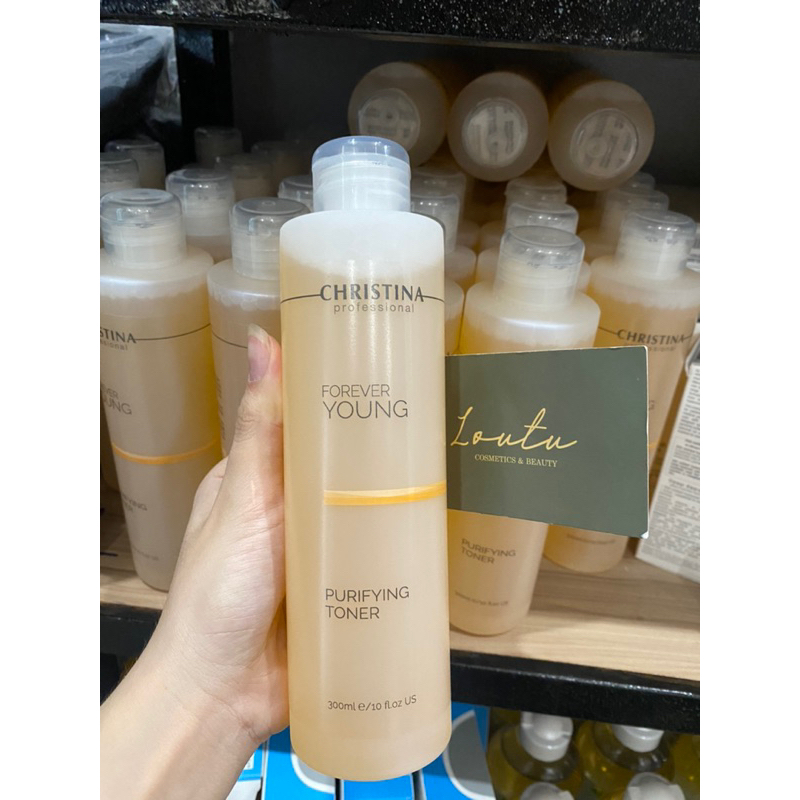 CHRISTINA
professional
FOREVER
YOUNG
PURIFYING
TONER
300ml e/10 fl.oz US
Loutu
COSMETICS & BEAUTY
CHRISTINA
PURIFYING
TONER